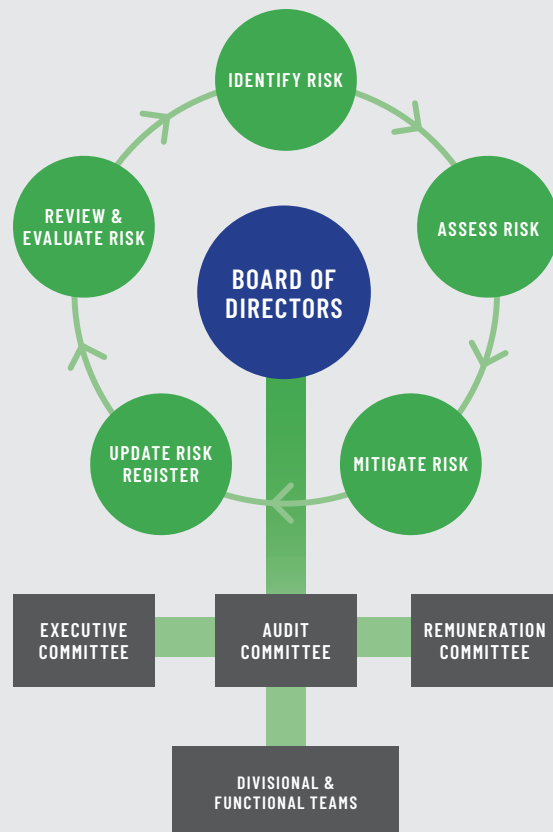 IDENTIFY RISK
REVIEW &
EVALUATE RISK
ASSESS RISK
BOARD OF
DIRECTORS
UPDATE RISK
REGISTER
MITIGATE RISK
EXECUTIVE
COMMITTEE
AUDIT
COMMITTEE
REMUNERATION
COMMITTEE
DIVISIONAL &
FUNCTIONAL TEAMS